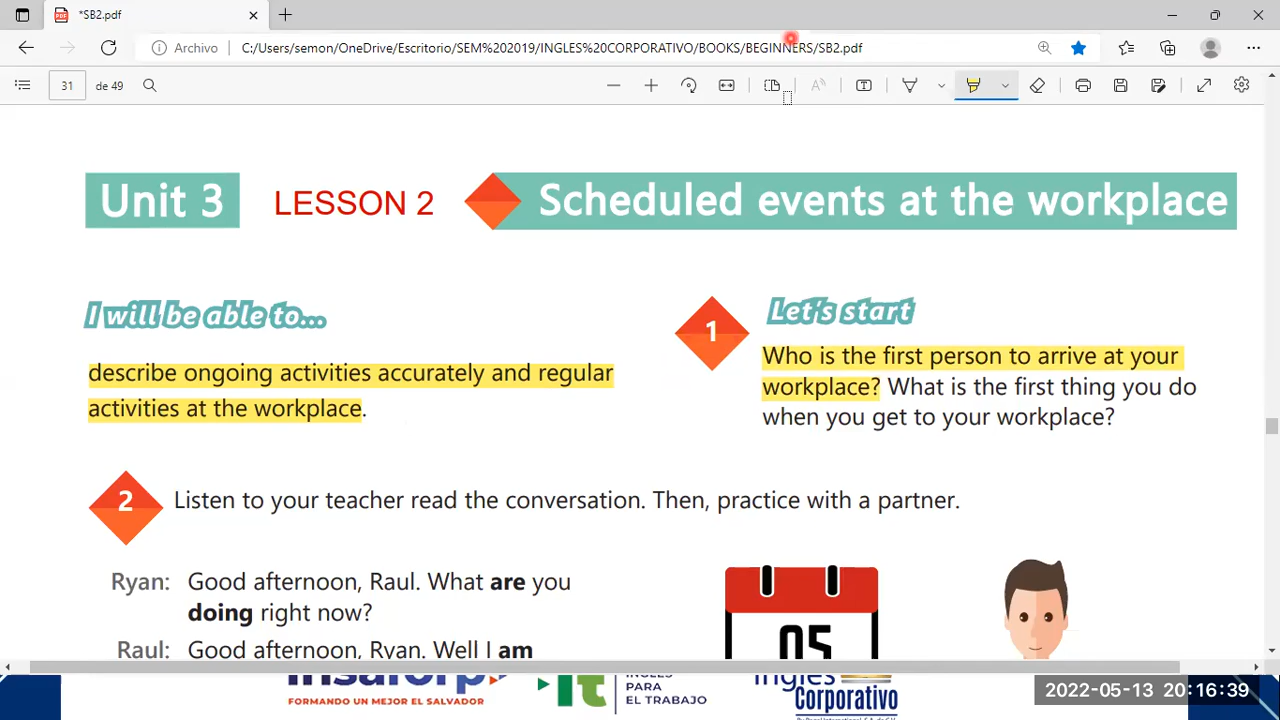 *SB2.pdf
Archivo C:/Users/semon/OneDrive/Escritorio/SEM%202019/INGLES%20CORPORATIVO/BOOKS/BEGINNERS/SB2.pdf
31 de 49
Unit 3 LESSON 2 Scheduled events at the workplace
I will be able to...
describe ongoing activities accurately and regular
activities at the workplace.
1 Let's start
Who is the first person to arrive at your
workplace? What is the first thing you do
when you get to your workplace?
2 Listen to your teacher read the conversation. Then, practice with a partner.
Ryan: Good afternoon, Raul. What are you
doing right now?
Raul: Good afternoon, Ryan. Well I am
05
insaforp
FORMANDO UN MEJOR EL SALVADOR
it
INGLÉS
PARA
EL TRABAJO
Inglés
Corporativo
2022-05-13 20:16:39